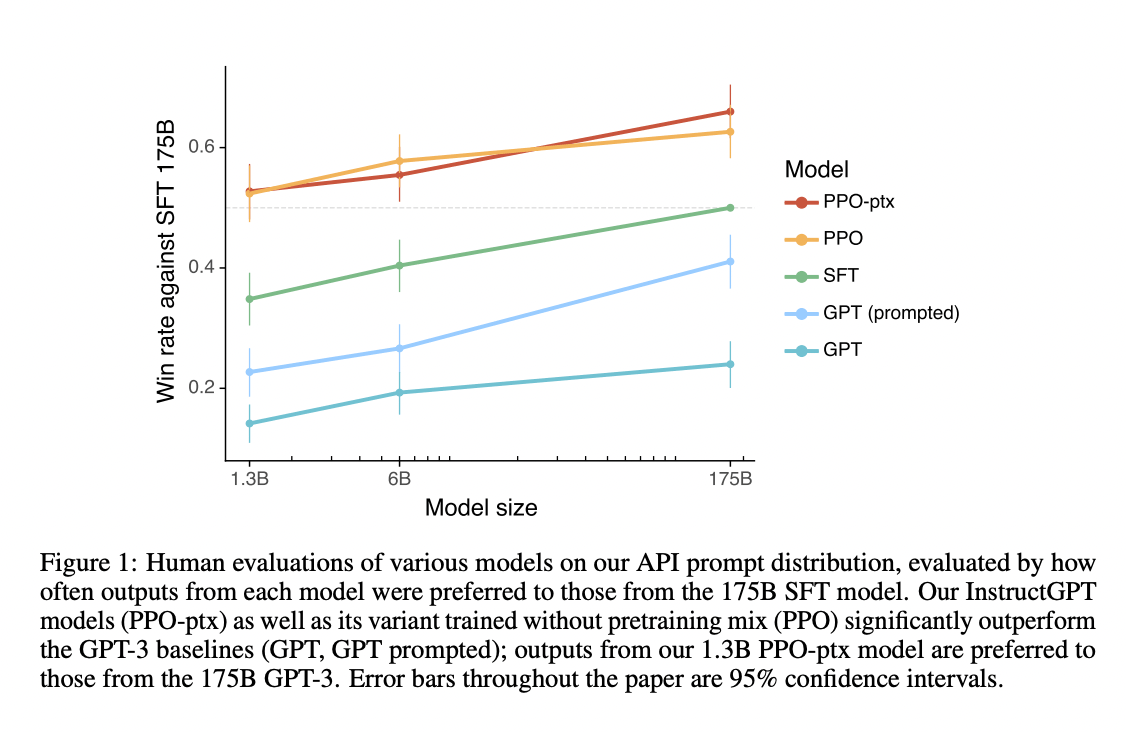 Win rate against SFT 175B
0.6
0.4
0.2
1.3B
6B
175B
Model size
Model
PPO-ptx
PPO
SFT
GPT (prompted)
GPT
Figure 1: Human evaluations of various models on our API prompt distribution, evaluated by how
often outputs from each model were preferred to those from the 175B SFT model. Our InstructGPT
models (PPO-ptx) as well as its variant trained without pretraining mix (PPO) significantly outperform
the GPT-3 baselines (GPT, GPT prompted); outputs from our 1.3B PPO-ptx model are preferred to
those from the 175B GPT-3. Error bars throughout the paper are 95% confidence intervals.